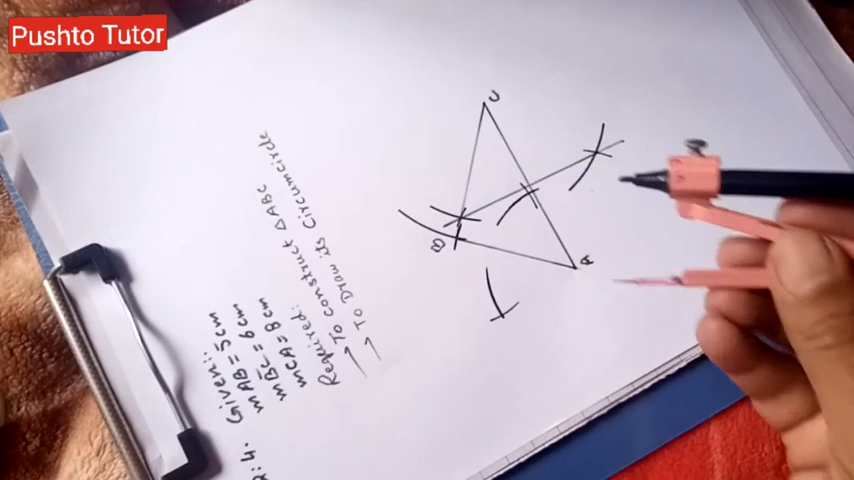 Pushto Tutor
Q:4. Given:.
mAB = 5cm
mBC = 6cm
mCA = 8cm
Required:
→ To construct △ABC
→ To Draw its Circumcircle
C
B
A